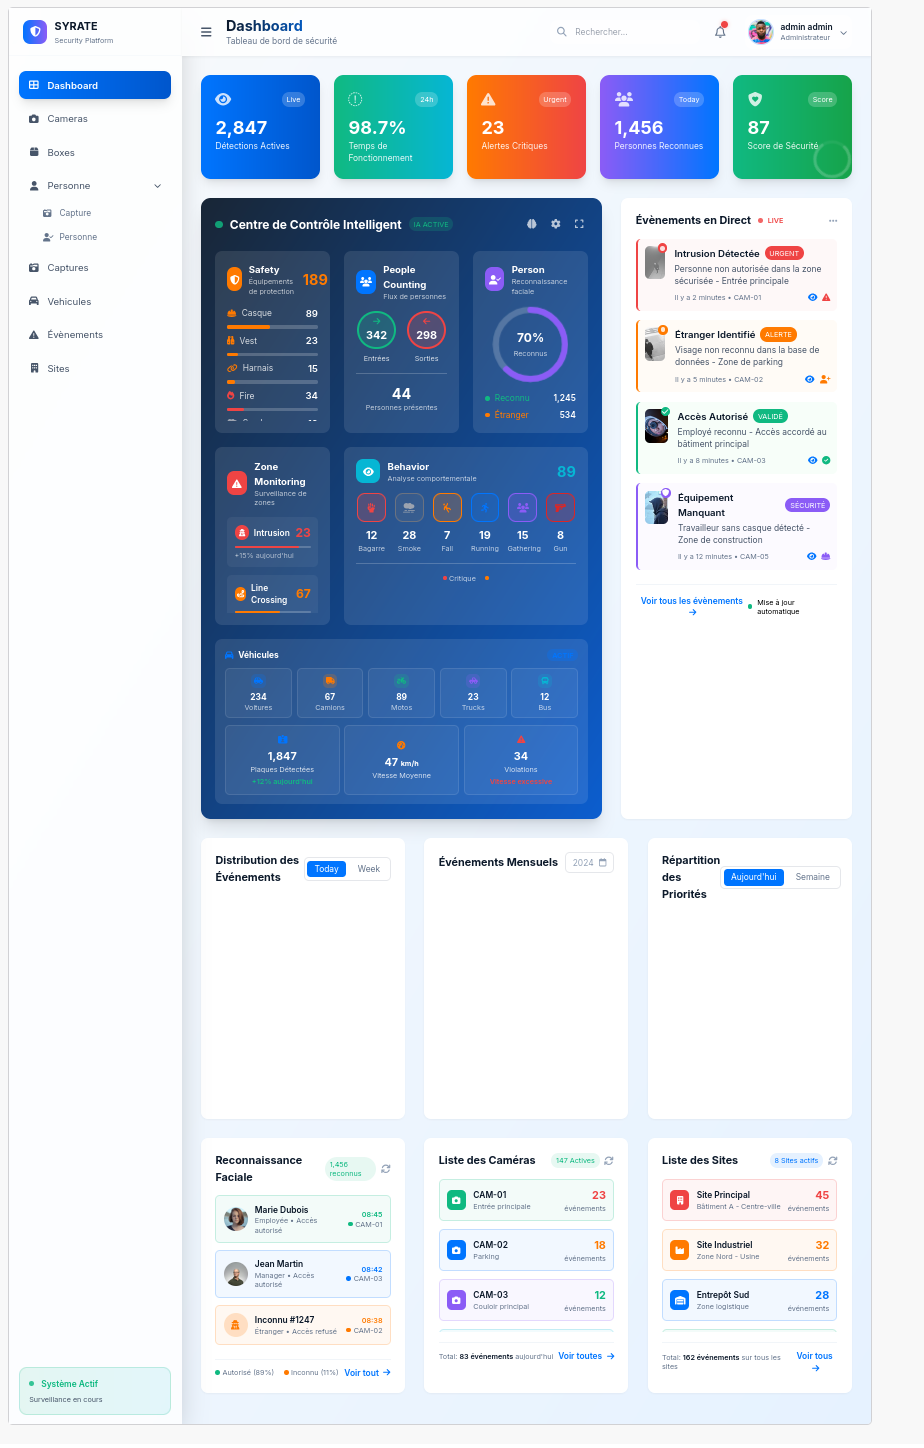 SYRATE
Security Platform
Dashboard
Cameras
Boxes
Personne
Capture
Personne
Captures
Vehicules
Évènements
Sites
Système Actif
Surveillance en cours
Dashboard
Tableau de bord de sécurité
Rechercher...
admin admin
Administrateur
Live
2,847
Détections Actives
24h
98.7%
Temps de
Fonctionnement
Urgent
23
Alertes Critiques
Today
1,456
Personnes Reconnues
Score
87
Score de Sécurité
Centre de Contrôle Intelligent
IA ACTIVE
Safety
Équipements
de protection
189
Casque 89
Vest 23
Harnais 15
Fire 34
People
Counting
Flux de personnes
342
298
Entrées
Sorties
44
Personnes présentes
Person
Reconnaissance
faciale
70%
Reconnus
Reconnu 1,245
Étranger 534
Zone
Monitoring
Surveillance de
zones
Intrusion 23
+15% aujourd'hui
Line
Crossing
67
Behavior
Analyse comportementale
89
12
Bagarre
28
Smoke
7
Fall
19
Running
15
Gathering
8
Gun
Critique
Véhicules
234
Voitures
67
Camions
89
Motos
23
Trucks
12
Bus
1,847
Plaques Détectées
+12% aujourd'hui
47 km/h
Vitesse Moyenne
34
Violations
Évènements en Direct
LIVE
Intrusion Détectée
URGENT
Personne non autorisée dans la zone
sécurisée - Entrée principale
Il y a 2 minutes • CAM-01
Étranger Identifié
ALERTE
Visage non reconnu dans la base de
données - Zone de parking
Il y a 5 minutes • CAM-02
Accès Autorisé
VALIDÉ
Employé reconnu - Accès accordé au
bâtiment principal
Il y a 8 minutes • CAM-03
Équipement
Manquant
SÉCURITÉ
Travailleur sans casque détecté -
Zone de construction
Il y a 12 minutes • CAM-05
Voir tous les évènements
Mise à jour
automatique
Distribution des
Événements
Today
Week
Événements Mensuels
2024
Répartition
des
Priorités
Aujourd'hui
Semaine
Reconnaissance
Faciale
1,456
reconnus
Marie Dubois
Employée • Accès
autorisé
08:45
CAM-01
Jean Martin
Manager • Accès
autorisé
08:42
CAM-03
Inconnu #1247
Étranger • Accès refusé
08:38
CAM-02
Autorisé (89%)
Inconnu (11%)
Voir tout
Liste des Caméras
147 Actives
CAM-01
Entrée principale
23
événements
CAM-02
Parking
18
événements
CAM-03
Couloir principal
12
événements
Total: 83 événements aujourd'hui
Voir toutes
Liste des Sites
8 Sites actifs
Site Principal
Bâtiment A - Centre-ville
45
événements
Site Industriel
Zone Nord - Usine
32
événements
Entrepôt Sud
Zone logistique
28
événements
Total: 162 événements sur tous les
sites
Voir tous